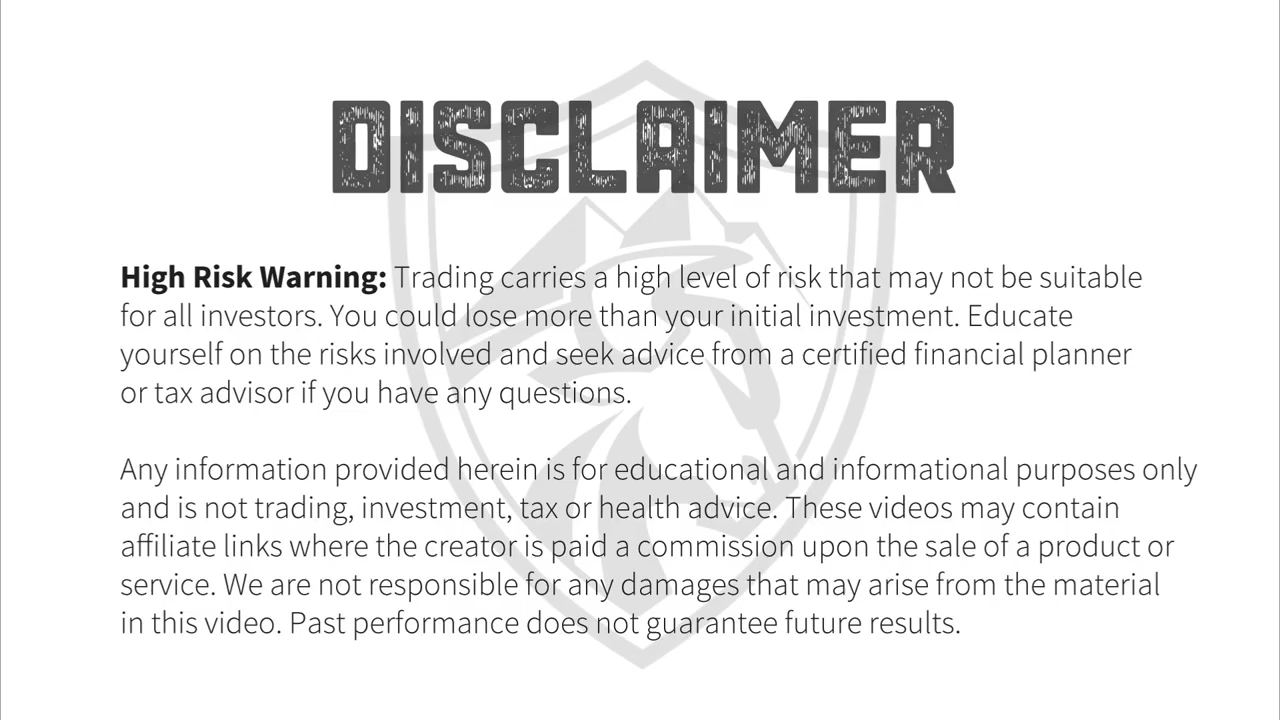 DISCLAIMER
High Risk Warning: Trading carries a high level of risk that may not be suitable
for all investors. You could lose more than your initial investment. Educate
yourself on the risks involved and seek advice from a certified financial planner
or tax advisor if you have any questions.
Any information provided herein is for educational and informational purposes only
and is not trading, investment, tax or health advice. These videos may contain
affiliate links where the creator is paid a commission upon the sale of a product or
service. We are not responsible for any damages that may arise from the material
in this video. Past performance does not guarantee future results.